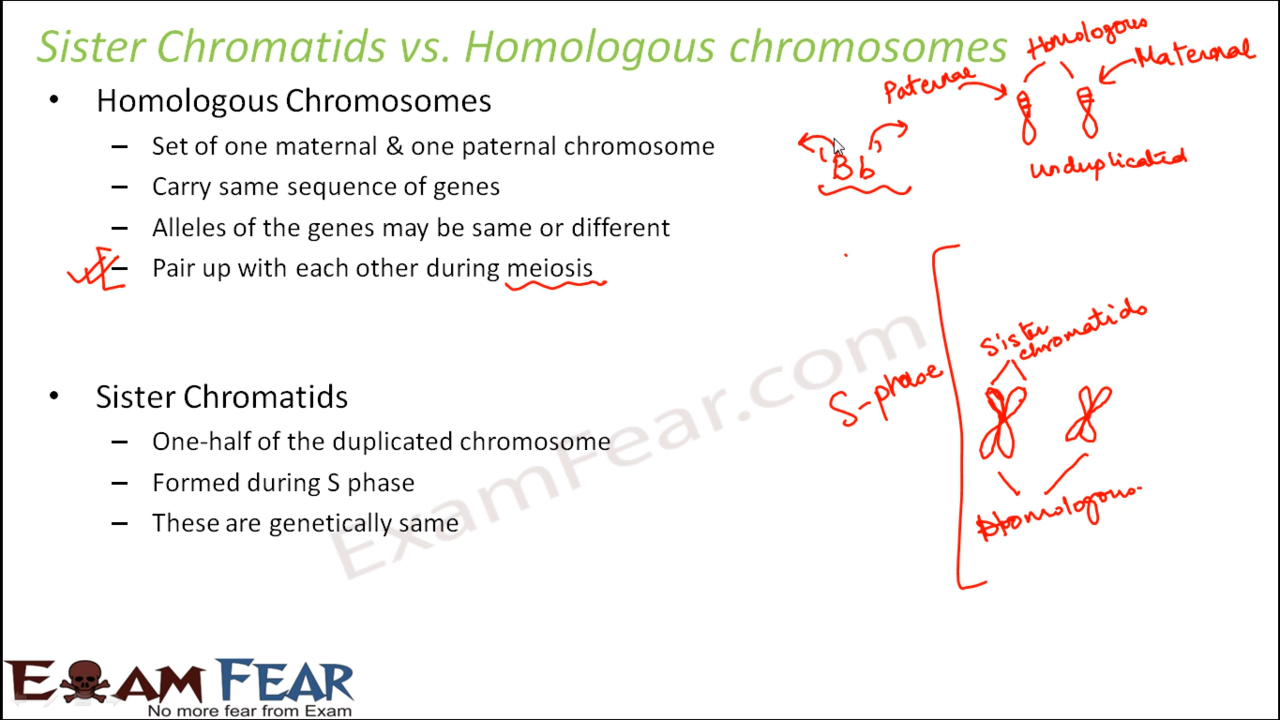 Sister Chromatids vs. Homologous chromosomes
Homologous
Maternal
Paternal
• Homologous Chromosomes
– Set of one maternal & one paternal chromosome
Bb
unduplicated
– Carry same sequence of genes
– Alleles of the genes may be same or different
– Pair up with each other during meiosis
Sister
chromatids
S-phase
• Sister Chromatids
– One-half of the duplicated chromosome
– Formed during S phase
Homologous
– These are genetically same
ExamFear.com
EXAM FEAR
No more fear from Exam